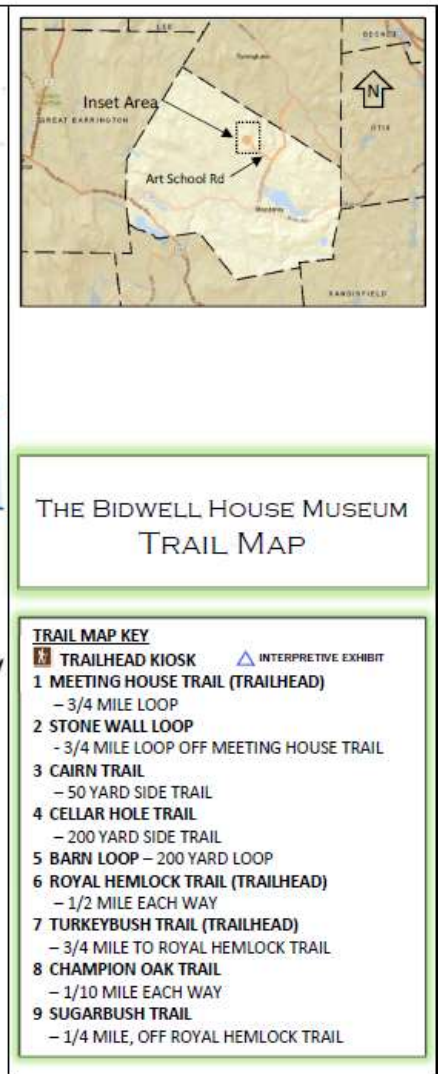 LEE
Tyringham
BECKET
N
Inset Area
GREAT BARRINGTON
OTIS
Art School Rd
Monterey
SANDISFIELD
THE BIDWELL HOUSE MUSEUM
TRAIL MAP
TRAIL MAP KEY
TRAILHEAD KIOSK INTERPRETIVE EXHIBIT
1 MEETING HOUSE TRAIL (TRAILHEAD)
– 3/4 MILE LOOP
2 STONE WALL LOOP
- 3/4 MILE LOOP OFF MEETING HOUSE TRAIL
3 CAIRN TRAIL
– 50 YARD SIDE TRAIL
4 CELLAR HOLE TRAIL
– 200 YARD SIDE TRAIL
5 BARN LOOP – 200 YARD LOOP
6 ROYAL HEMLOCK TRAIL (TRAILHEAD)
– 1/2 MILE EACH WAY
7 TURKEYBUSH TRAIL (TRAILHEAD)
– 3/4 MILE TO ROYAL HEMLOCK TRAIL
8 CHAMPION OAK TRAIL
– 1/10 MILE EACH WAY
9 SUGARBUSH TRAIL
– 1/4 MILE, OFF ROYAL HEMLOCK TRAIL